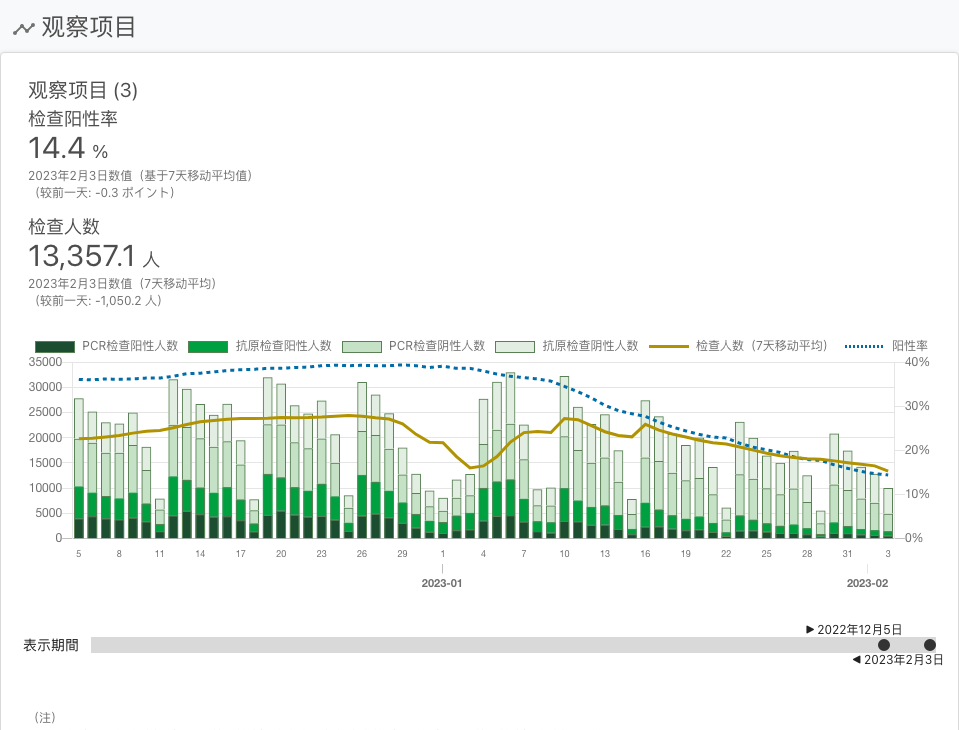 观察项目
观察项目 (3)
检查阳性率
14.4 %
2023年2月3日数值（基于7天移动平均值）
（较前一天: -0.3 ポイント）
检查人数
13,357.1 人
2023年2月3日数值（7天移动平均）
（较前一天: -1,050.2 人）
PCR检查阳性人数 抗原检查阳性人数 PCR检查阴性人数 抗原检查阴性人数 检查人数（7天移动平均） 阳性率
35000 40%
30000
25000 30%
20000 20%
15000
10000 10%
5000
0 0%
5 8 11 14 17 20 23 26 29 1 4 7 10 13 16 19 22 25 28 31 3
2023-01 2023-02
▶ 2022年12月5日
表示期間
◀ 2023年2月3日
（注）